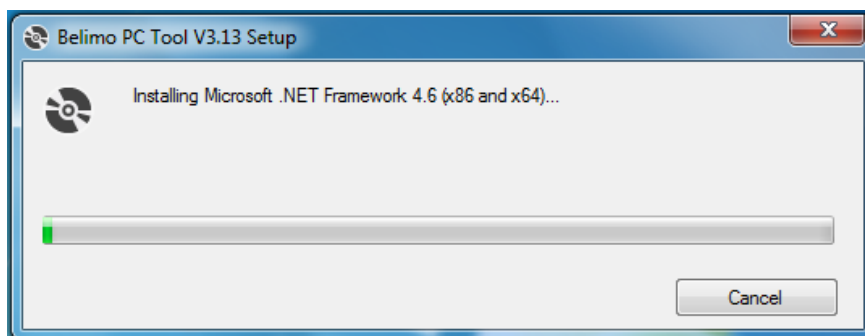 Belimo PC Tool V3.13 Setup
Installing Microsoft .NET Framework 4.6 (x86 and x64)...
Cancel